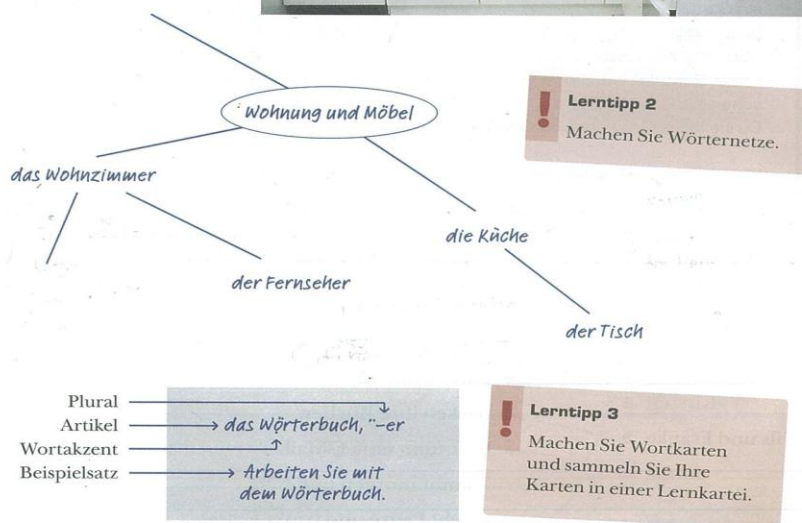 Wohnung und Möbel
Lerntipp 2
Machen Sie Wörternetze.
das Wohnzimmer
die Küche
der Fernseher
der Tisch
Plural
Artikel
Wortakzent
Beispielsatz
das Wörterbuch, ¨-er
Arbeiten Sie mit
dem Wörterbuch.
Lerntipp 3
Machen Sie Wortkarten
und sammeln Sie Ihre
Karten in einer Lernkartei.